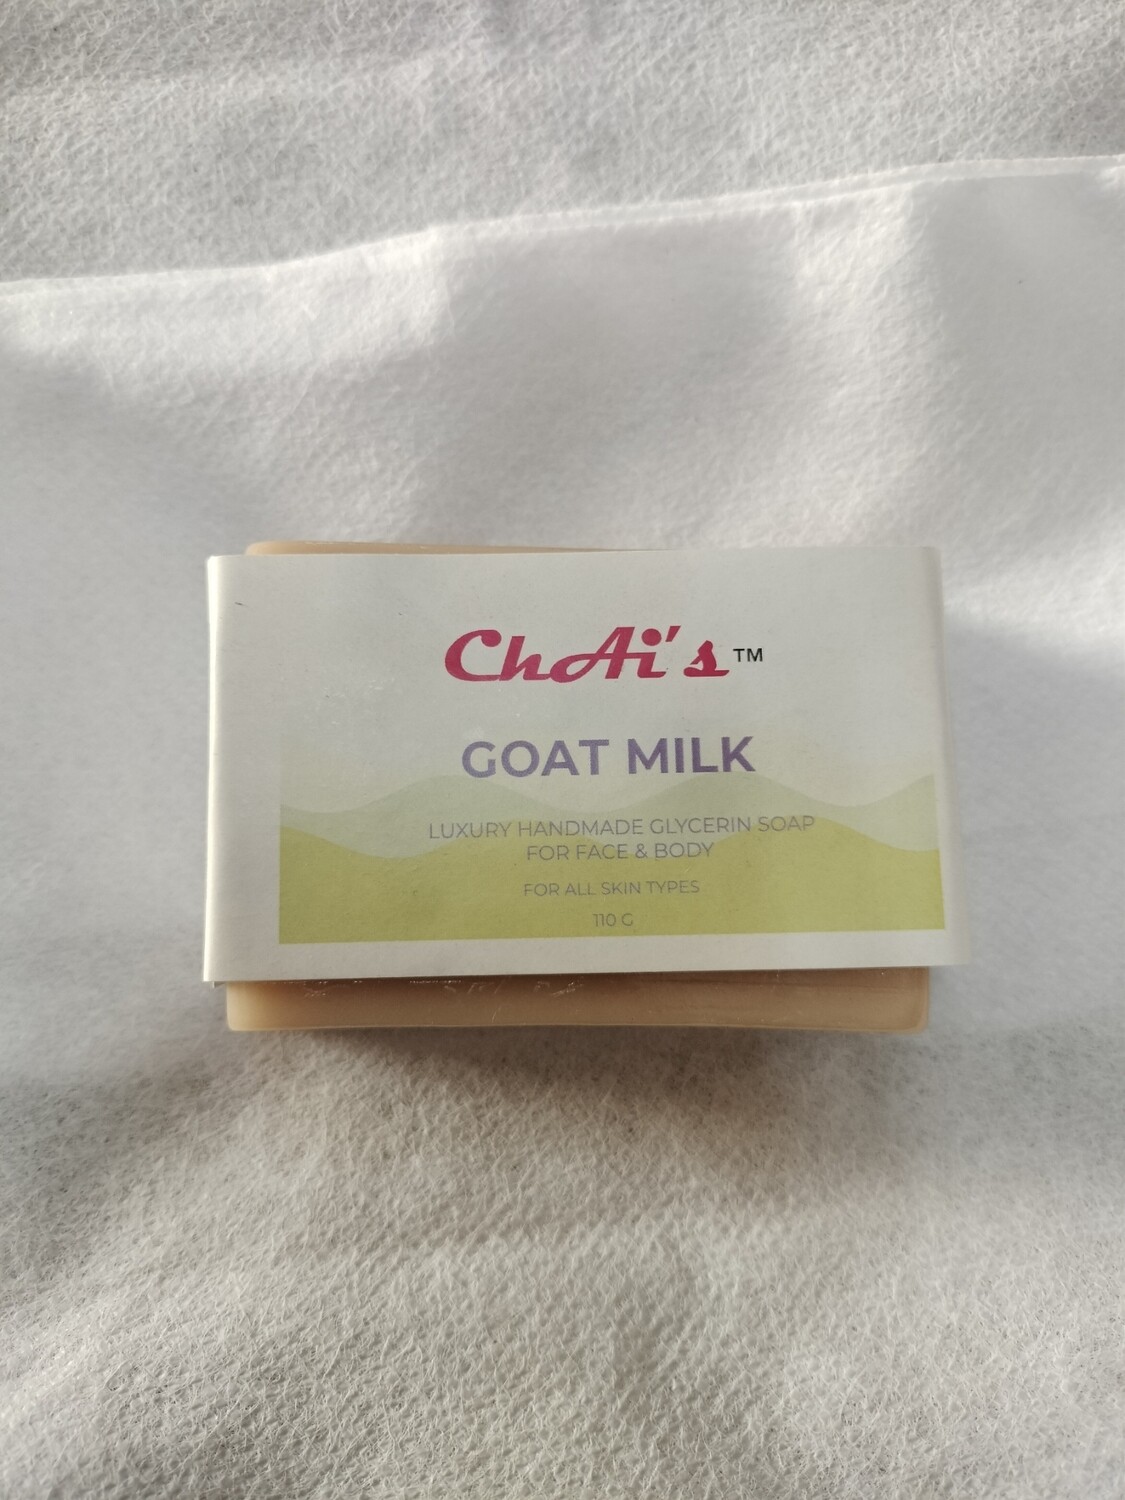 ChAi's™
GOAT MILK
LUXURY HANDMADE GLYCERIN SOAP
FOR FACE & BODY
FOR ALL SKIN TYPES
110 G